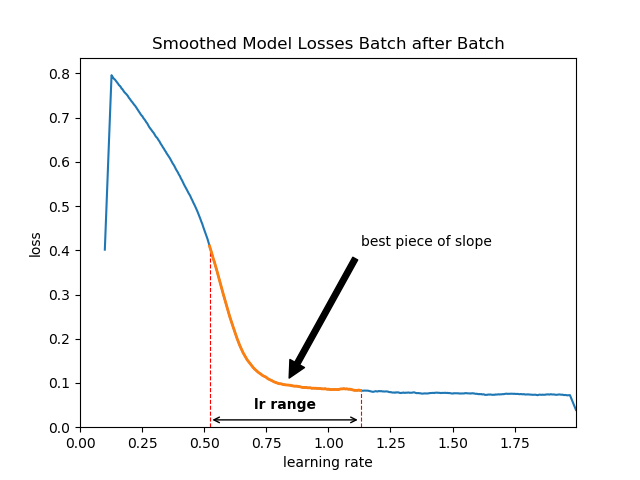 Smoothed Model Losses Batch after Batch
0.8
0.7
0.6
0.5
0.4
0.3
0.2
0.1
0.0
loss
best piece of slope
lr range
0.00 0.25 0.50 0.75 1.00 1.25 1.50 1.75
learning rate